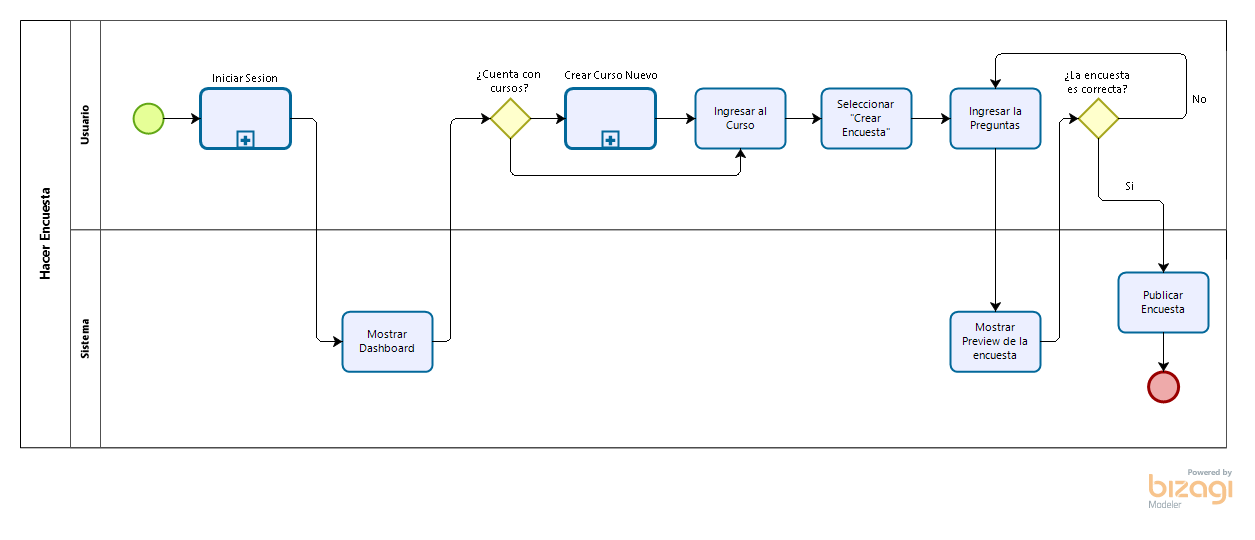 Hacer Encuesta
Usuario
Sistema
Iniciar Sesion
¿Cuenta con
cursos?
Crear Curso Nuevo
Ingresar al
Curso
Seleccionar
"Crear
Encuesta"
Ingresar la
Preguntas
¿La encuesta
es correcta?
No
Si
Mostrar
Dashboard
Mostrar
Preview de la
encuesta
Publicar
Encuesta
Powered by
bizagi
Modeler